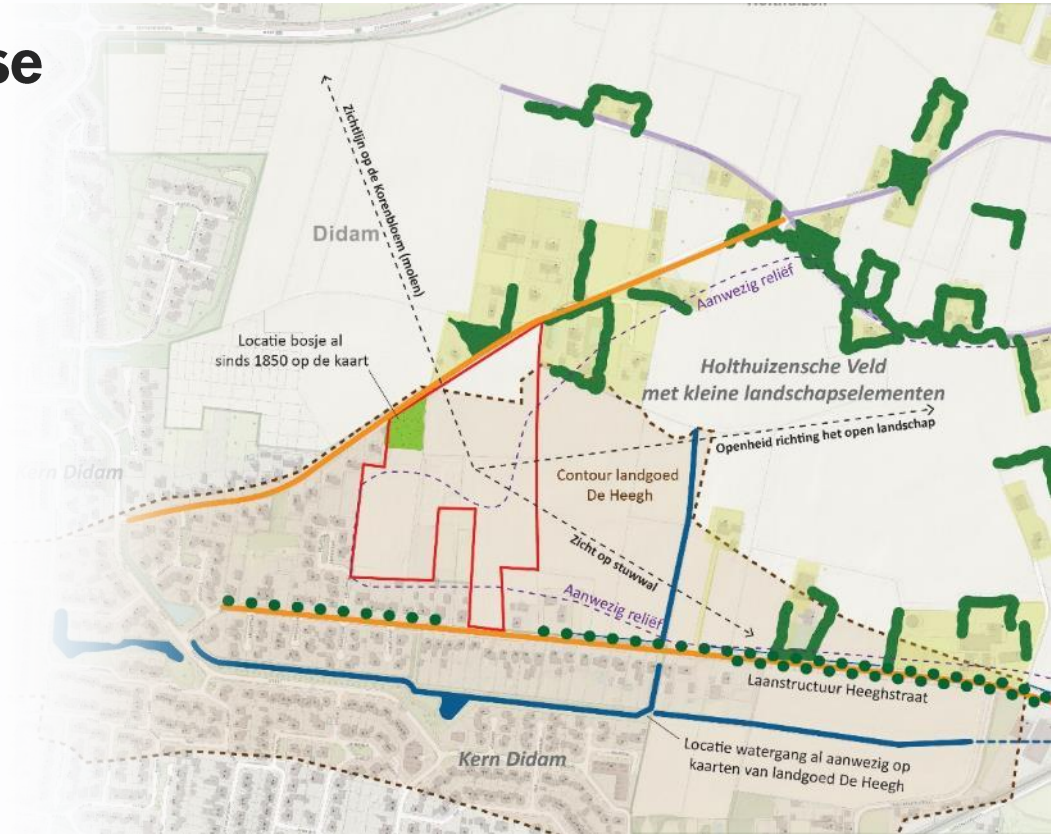 se
Zichtlijn op de Korenbloem (molen)
Didam
Aanwezig reliëf
Locatie bosje al
sinds 1850 op de kaart
Holthuizensche Veld
met kleine landschapselementen
Openheid richting het open landschap
Kern Didam
Contour landgoed
De Heegh
Zicht op stuwwal
Aanwezig reliëf
Laanstructuur Heeghstraat
Locatie watergang al aanwezig op
kaarten van landgoed De Heegh
Kern Didam